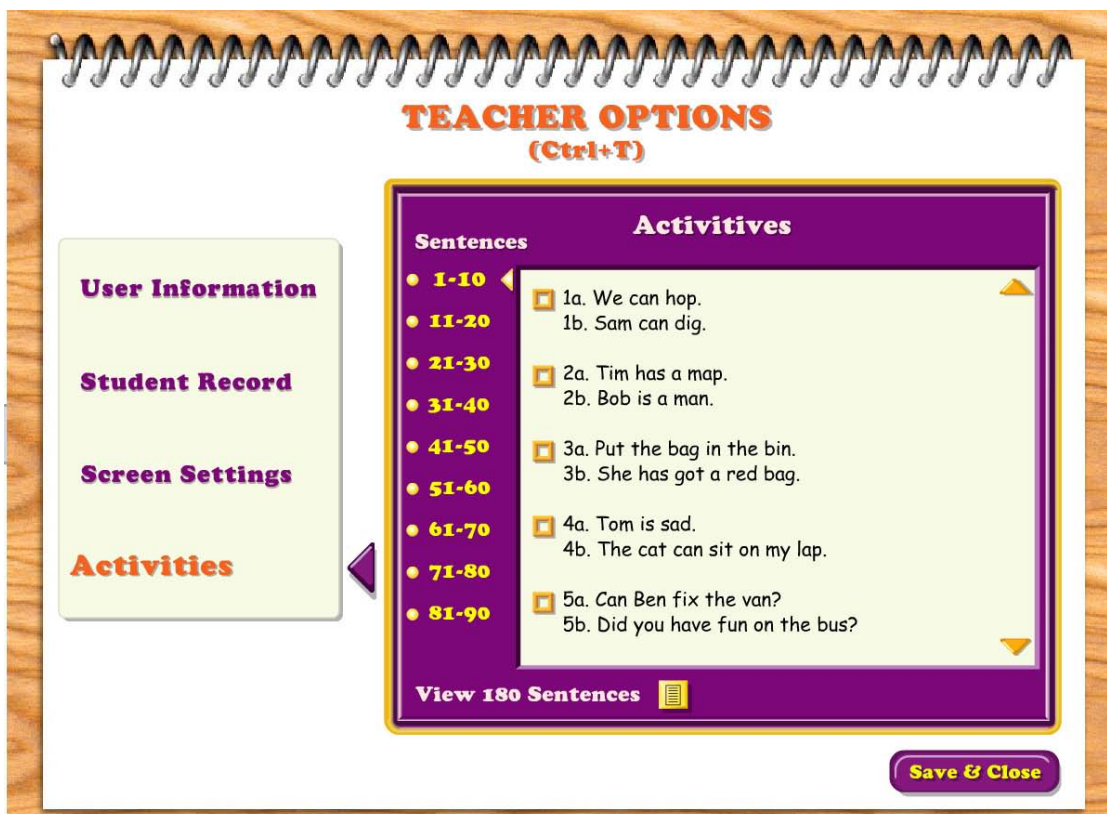 TEACHER OPTIONS
(Ctrl+T)
User Information
Student Record
Screen Settings
Activities
Activitives
Sentences
1-10
11-20
21-30
31-40
41-50
51-60
61-70
71-80
81-90
1a. We can hop.
1b. Sam can dig.
2a. Tim has a map.
2b. Bob is a man.
3a. Put the bag in the bin.
3b. She has got a red bag.
4a. Tom is sad.
4b. The cat can sit on my lap.
5a. Can Ben fix the van?
5b. Did you have fun on the bus?
View 180 Sentences
Save & Close